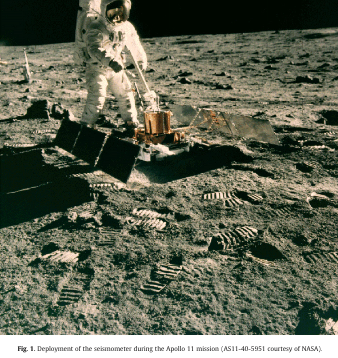 Fig. 1. Deployment of the seismometer during the Apollo 11 mission (AS11-40-5951 courtesy of NASA).